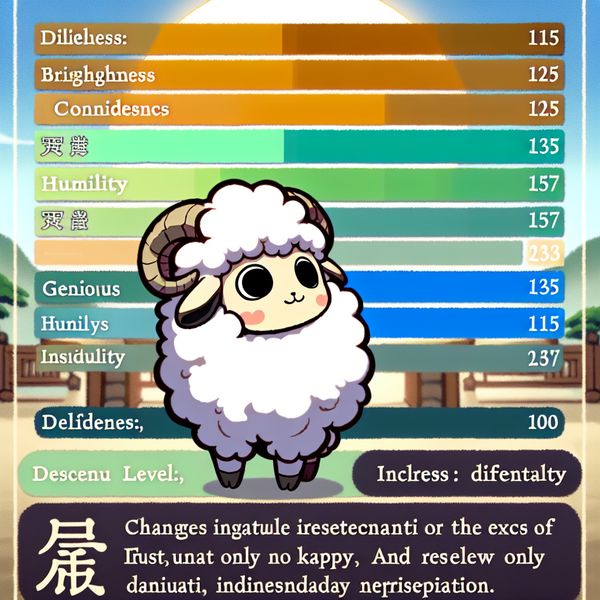 Diliehess: 115
Brighghness 125
Connidesncs 125
135
Humility 157
157
233
Genious 135
Hunilys 115
Insidulity 237
Delfdenes:, 100
Descenu Level:,
Inclress: difentalty
Changes ingatule iresetecnanti or the excs of
Frust, unat only no kappy, And reselew only
daniuati, indinesndaday neprisepiation.